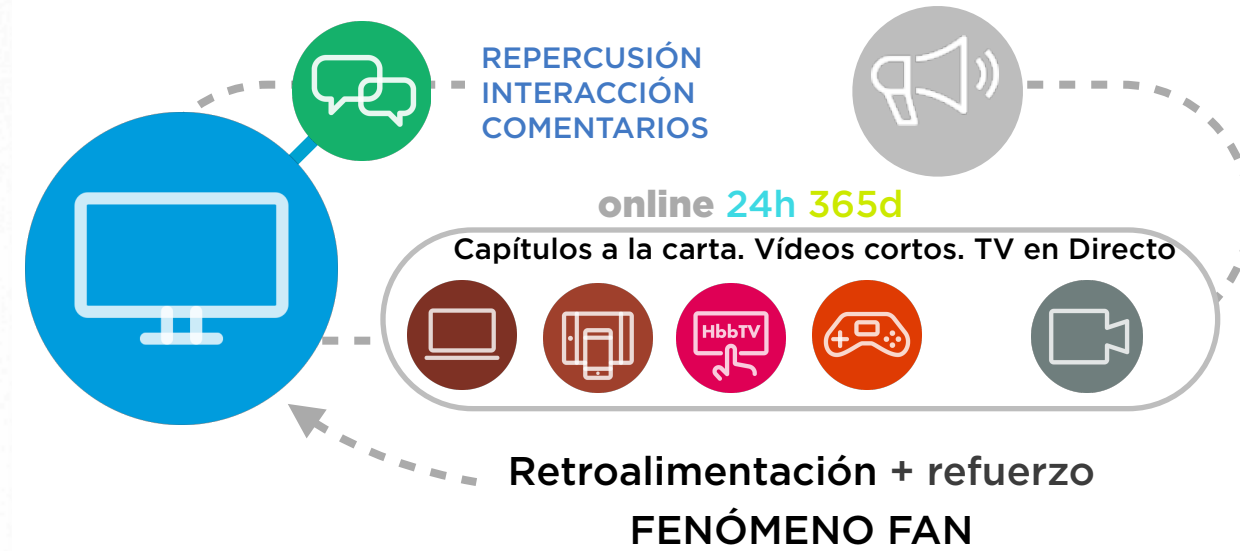 REPERCUSIÓN
INTERACCIÓN
COMENTARIOS
online 24h 365d
Capítulos a la carta. Vídeos cortos. TV en Directo
HbbTV
Retroalimentación + refuerzo
FENÓMENO FAN